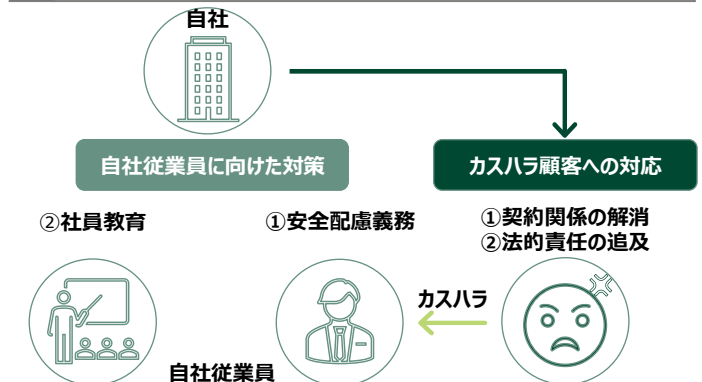 自社
自社従業員に向けた対策
カスハラ顧客への対応
②社員教育
①安全配慮義務
①契約関係の解消
②法的責任の追及
カスハラ
自社従業員